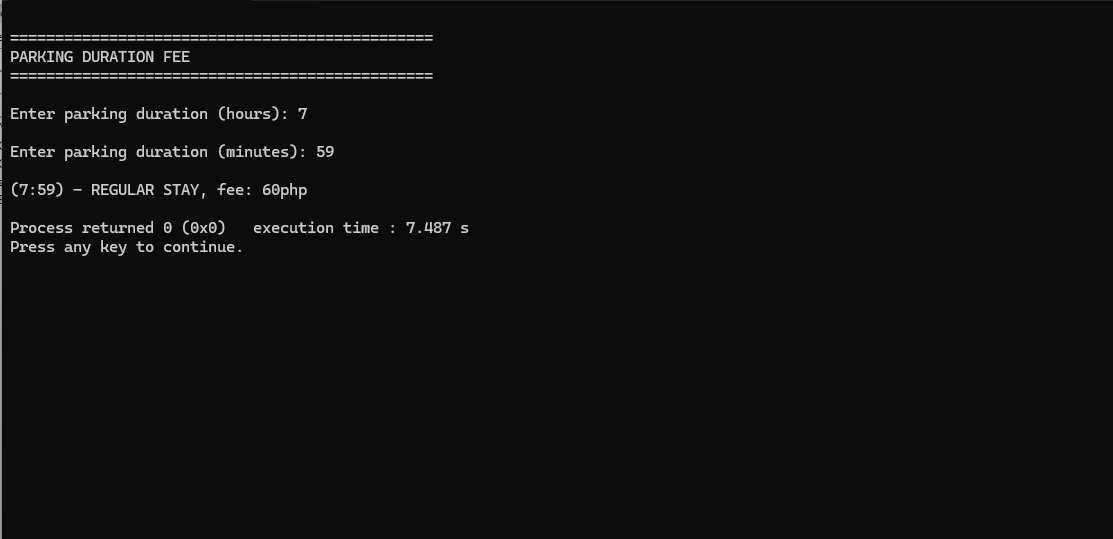 ===============================================
PARKING DURATION FEE
===============================================
Enter parking duration (hours): 7
Enter parking duration (minutes): 59
(7:59) - REGULAR STAY, fee: 60php
Process returned 0 (0x0)   execution time : 7.487 s
Press any key to continue.